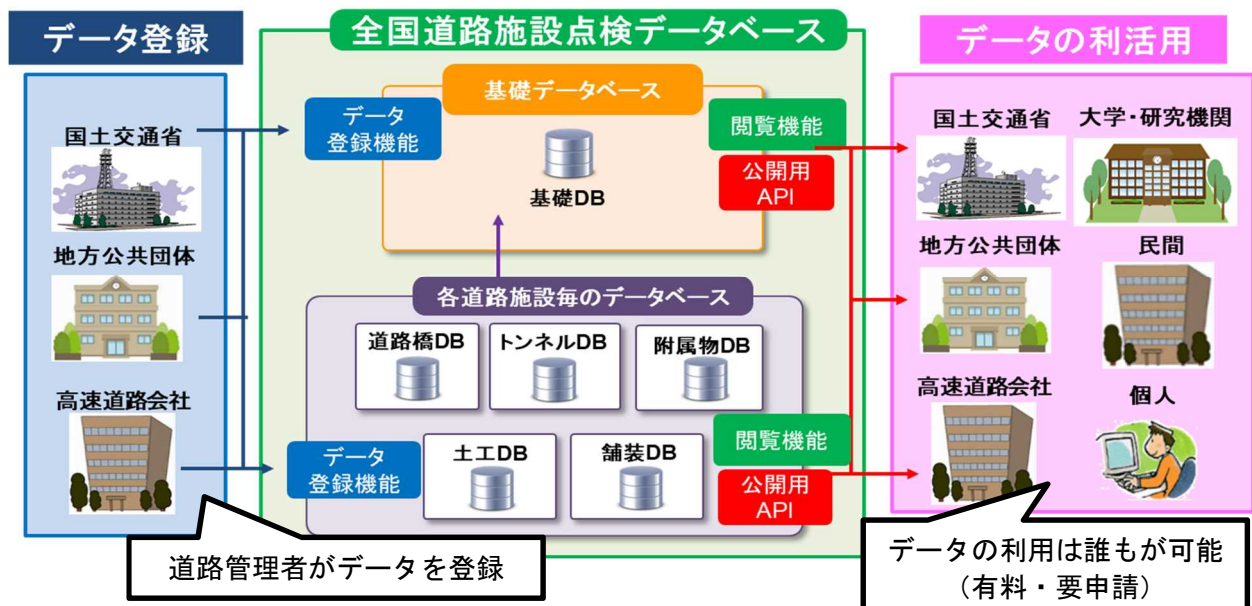 データ登録
国土交通省
地方公共団体
高速道路会社
道路管理者がデータを登録
全国道路施設点検データベース
基礎データベース
データ
登録機能
基礎DB
閲覧機能
公開用
API
各道路施設毎のデータベース
道路橋DB
トンネルDB
附属物DB
データ
登録機能
土工DB
舗装DB
閲覧機能
公開用
API
データの利活用
国土交通省
大学・研究機関
地方公共団体
民間
高速道路会社
個人
データの利用は誰もが可能
（有料・要申請）